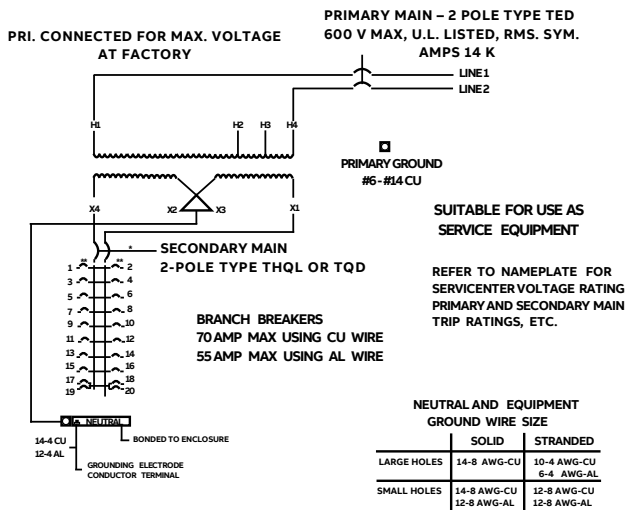 PRI. CONNECTED FOR MAX. VOLTAGE
AT FACTORY
PRIMARY MAIN – 2 POLE TYPE TED
600 V MAX, U.L. LISTED, RMS. SYM.
AMPS 14 K
LINE1
LINE2
H1 H2 H3 H4
PRIMARY GROUND
#6-#14 CU
X4 X2 X3 X1
SUITABLE FOR USE AS
SERVICE EQUIPMENT
*
SECONDARY MAIN
2-POLE TYPE THQL OR TQD
REFER TO NAMEPLATE FOR
SERVICENTER VOLTAGE RATING
PRIMARY AND SECONDARY MAIN
TRIP RATINGS, ETC.
** **
1 2
3 4
5 6
7 8
9 10
11 12
13 14
15 16
17 18
19 20
BRANCH BREAKERS
70 AMP MAX USING CU WIRE
55 AMP MAX USING AL WIRE
NEUTRAL
14-4 CU
12-4 AL
BONDED TO ENCLOSURE
GROUNDING ELECTRODE
CONDUCTOR TERMINAL
NEUTRAL AND EQUIPMENT
GROUND WIRE SIZE
SOLID STRANDED
LARGE HOLES 14-8 AWG-CU 10-4 AWG-CU
6-4 AWG-AL
SMALL HOLES 14-8 AWG-CU 12-8 AWG-CU
12-8 AWG-AL 12-8 AWG-AL